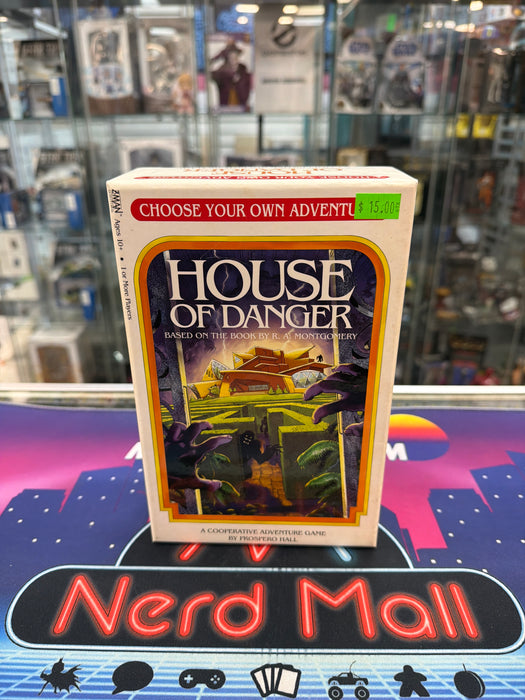 CHOOSE YOUR OWN ADVENTU
$ 15.00
ZMAN
Ages 10+ • 1 or More Players
HOUSE
OF DANGER
BASED ON THE BOOK BY R. A. MONTGOMERY
A COOPERATIVE ADVENTURE GAME
BY PROSPERO HALL
Nerd Mall